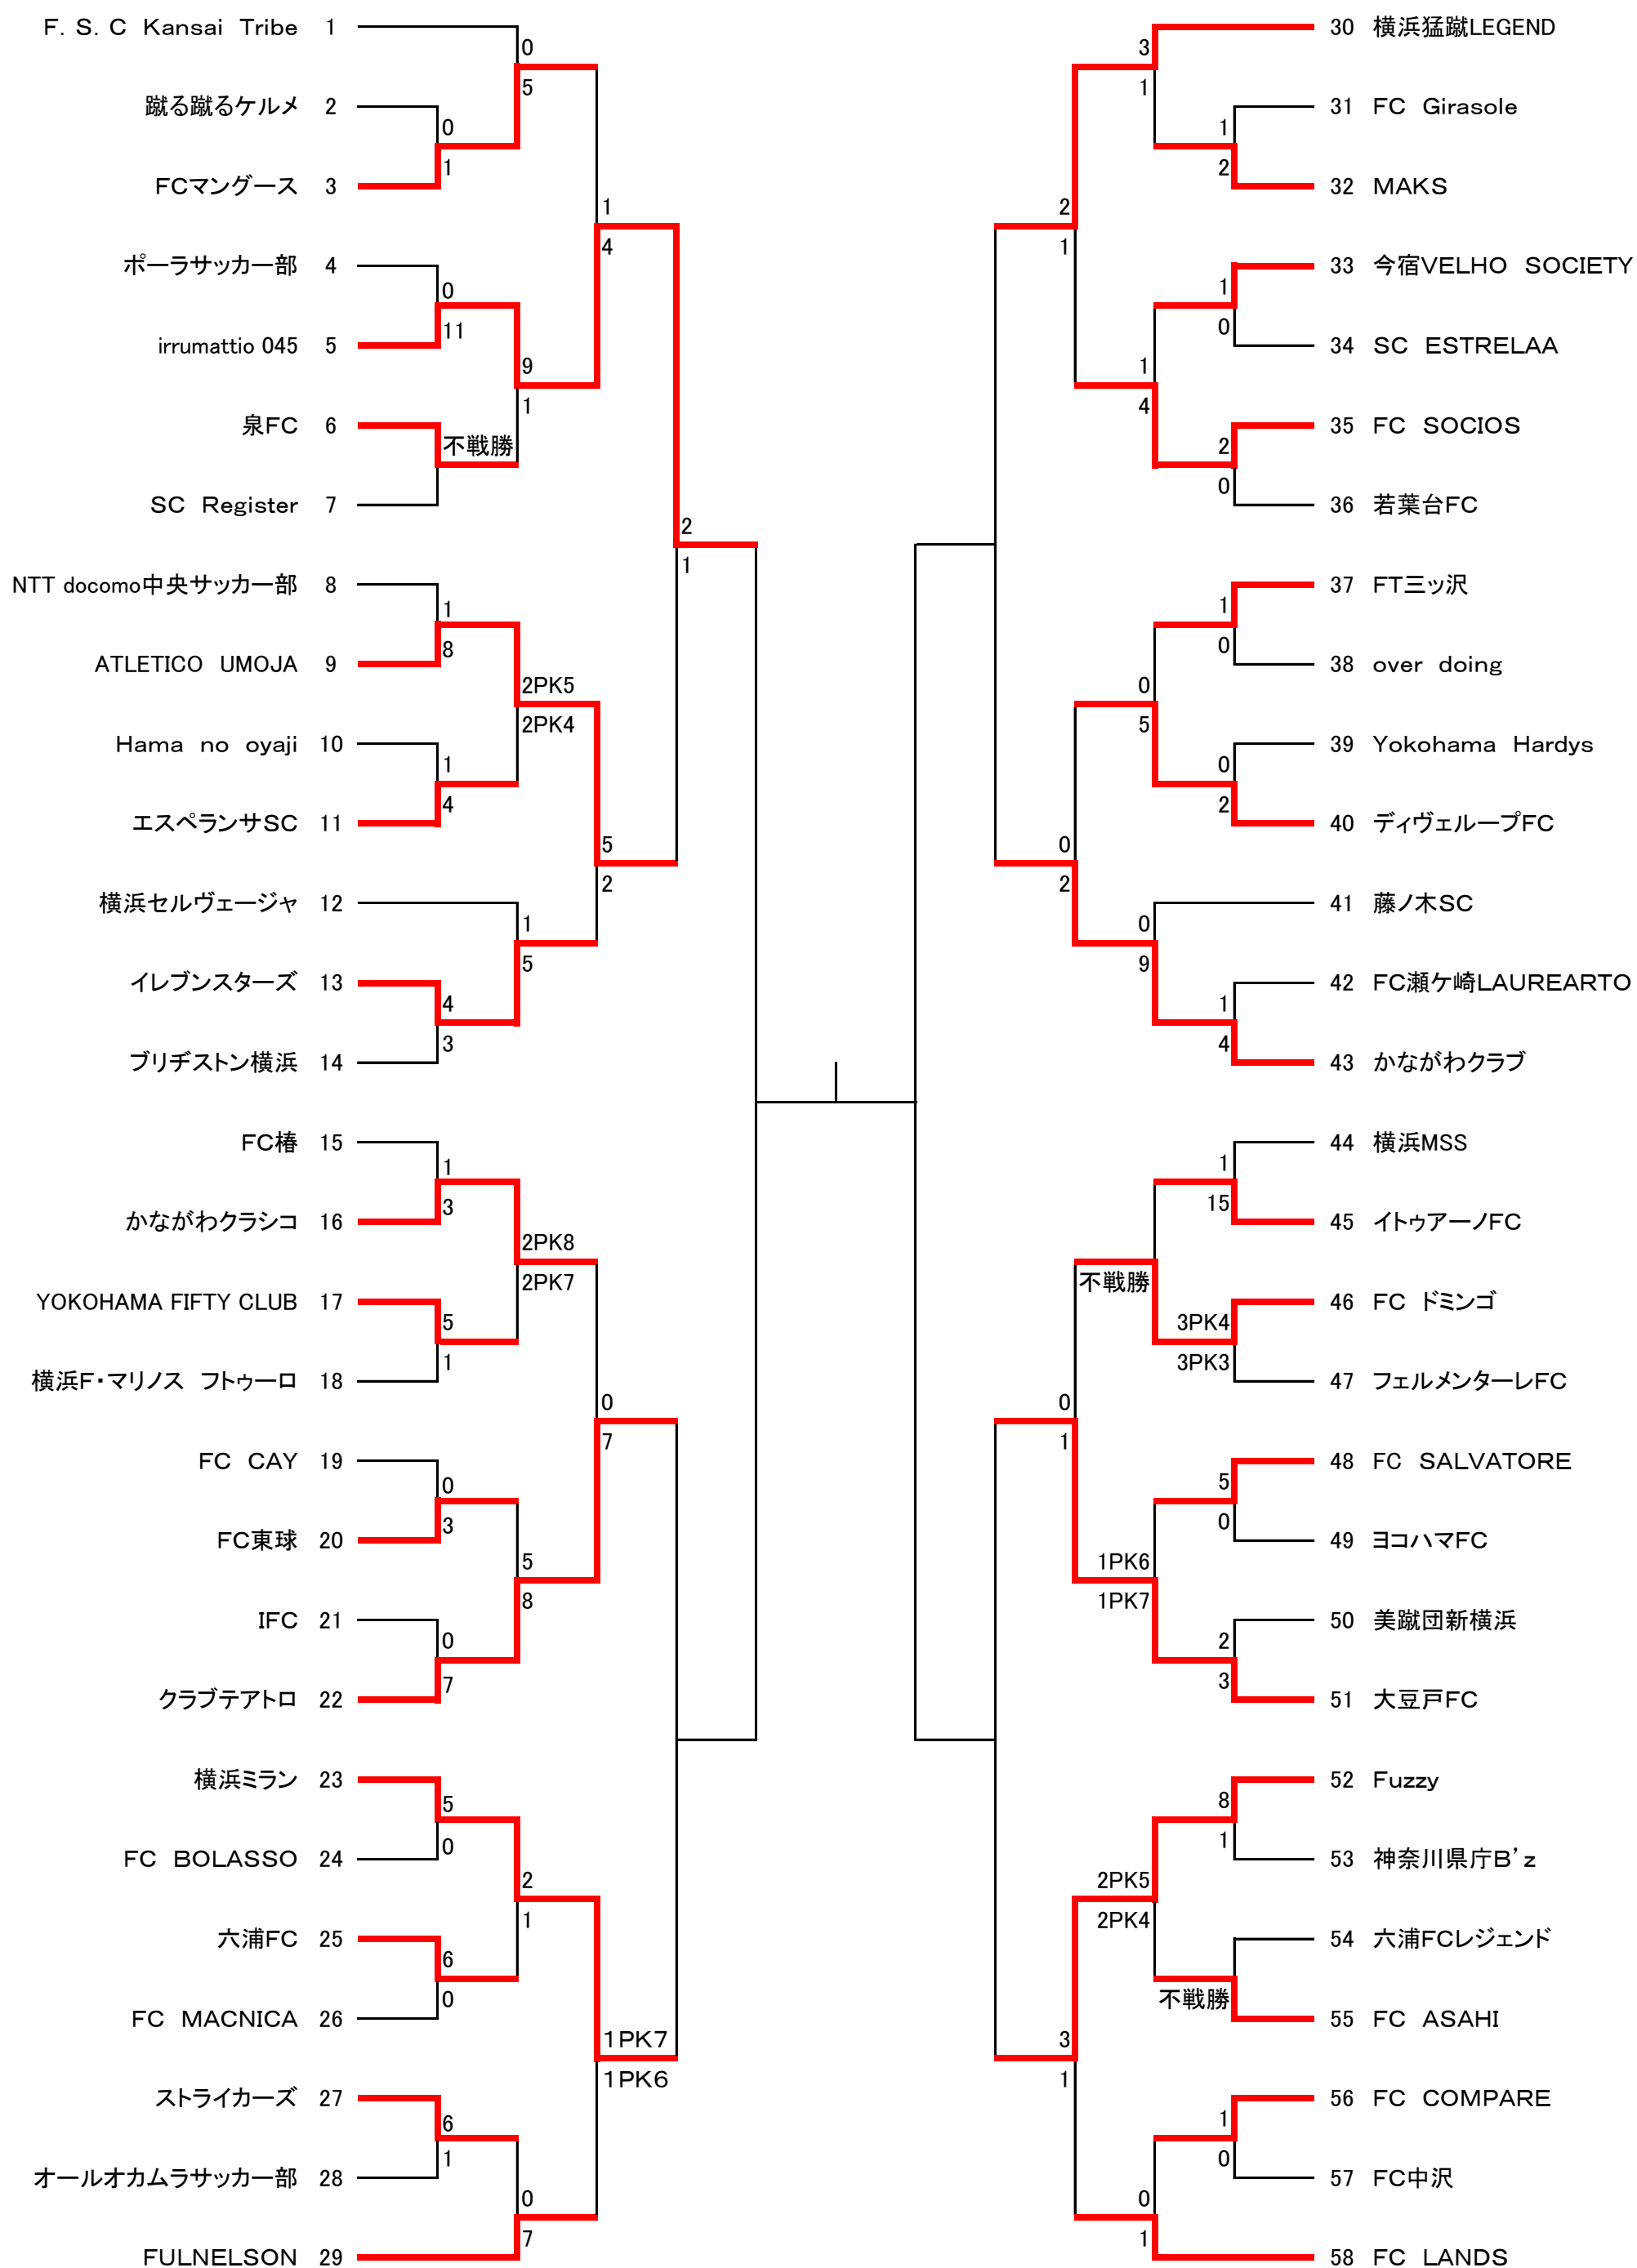 F. S. C Kansai Tribe 1
0
5
蹴る蹴るケルメ 2
0
1
FCマングース 3
1
4
ポーラサッカー部 4
0
11
irrumattio 045 5
9
1
泉FC 6
不戦勝
SC Register 7
2
1
NTT docomo中央サッカー部 8
1
8
ATLETICO UMOJA 9
2PK5
2PK4
Hama no oyaji 10
1
4
エスペランサSC 11
5
2
横浜セルヴェージャ 12
1
5
イレブンスターズ 13
4
3
ブリヂストン横浜 14
FC椿 15
1
3
かながわクラシコ 16
2PK8
2PK7
YOKOHAMA FIFTY CLUB 17
5
1
横浜F・マリノス フトゥーロ 18
0
7
FC CAY 19
0
3
FC東球 20
5
8
IFC 21
0
7
クラブテアトロ 22
横浜ミラン 23
5
0
FC BOLASSO 24
2
1
六浦FC 25
6
0
FC MACNICA 26
1PK7
1PK6
ストライカーズ 27
6
1
オールオカムラサッカー部 28
0
7
FULNELSON 29
30 横浜猛蹴LEGEND
3
1
31 FC Girasole
1
2
32 MAKS
2
1
33 今宿VELHO SOCIETY
1
0
34 SC ESTRELAA
1
4
35 FC SOCIOS
2
0
36 若葉台FC
37 FT三ッ沢
1
0
38 over doing
0
5
39 Yokohama Hardys
0
2
40 ディヴェループFC
0
2
41 藤ノ木SC
0
9
42 FC瀬ケ崎LAUREARTO
1
4
43 かながわクラブ
44 横浜MSS
1
15
45 イトゥアーノFC
不戦勝
46 FC ドミンゴ
3PK4
3PK3
47 フェルメンターレFC
0
1
48 FC SALVATORE
5
0
49 ヨコハマFC
1PK6
1PK7
50 美蹴団新横浜
2
3
51 大豆戸FC
52 Fuzzy
8
1
53 神奈川県庁B'z
2PK5
2PK4
54 六浦FCレジェンド
不戦勝
55 FC ASAHI
3
1
56 FC COMPARE
1
0
57 FC中沢
0
1
58 FC LANDS